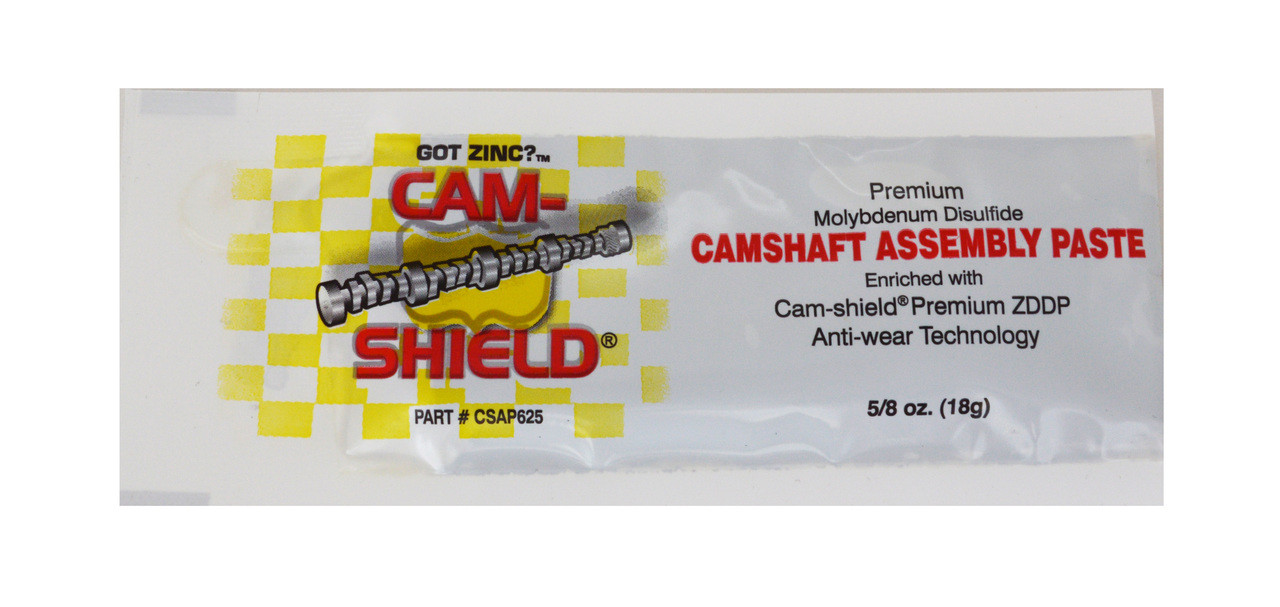 GOT ZINC?™
CAM-
SHIELD®
PART # CSAP625
Premium
Molybdenum Disulfide
CAMSHAFT ASSEMBLY PASTE
Enriched with
Cam-shield® Premium ZDDP
Anti-wear Technology
5/8 oz. (18g)